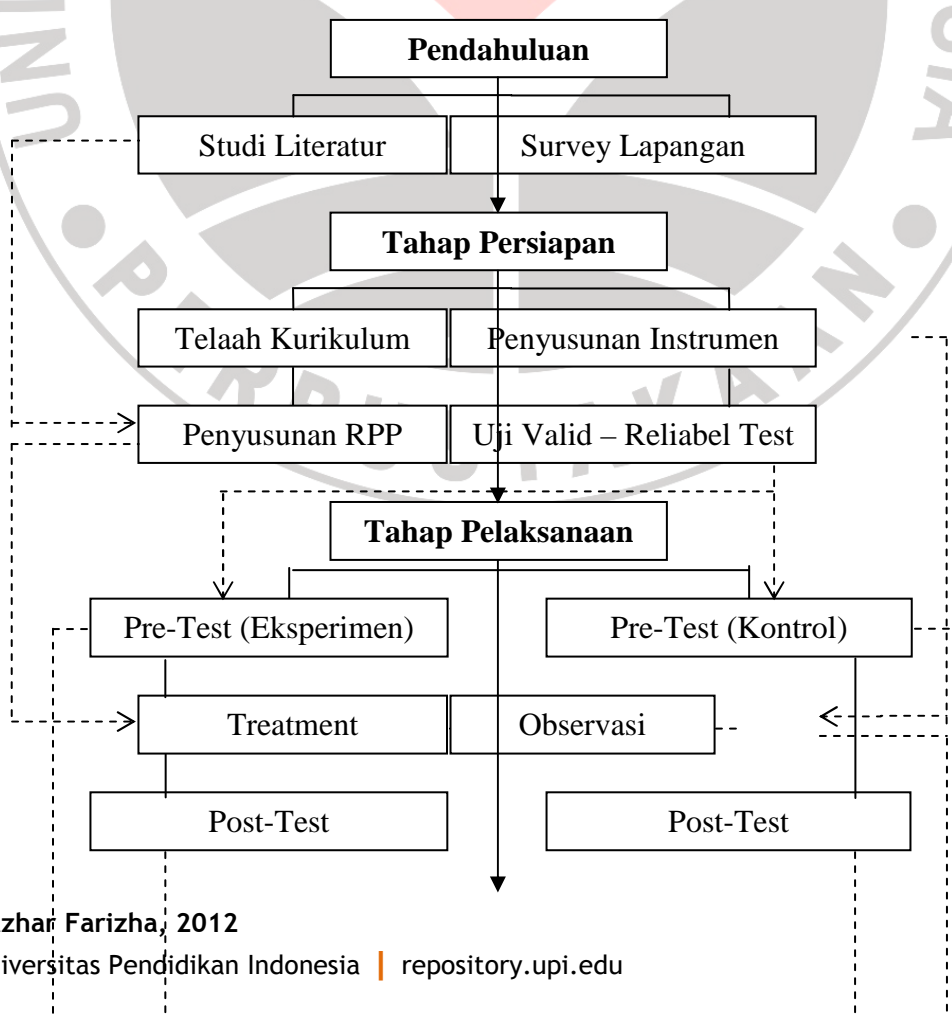 Pendahuluan
Studi Literatur
Survey Lapangan
Tahap Persiapan
Telaah Kurikulum
Penyusunan Instrumen
Penyusunan RPP
Uji Valid – Reliabel Test
Tahap Pelaksanaan
Pre-Test (Eksperimen)
Pre-Test (Kontrol)
Treatment
Observasi
Post-Test
Post-Test
zhar Farizha, 2012
iversitas Pendidikan Indonesia | repository.upi.edu
PERPUSTAKAAN